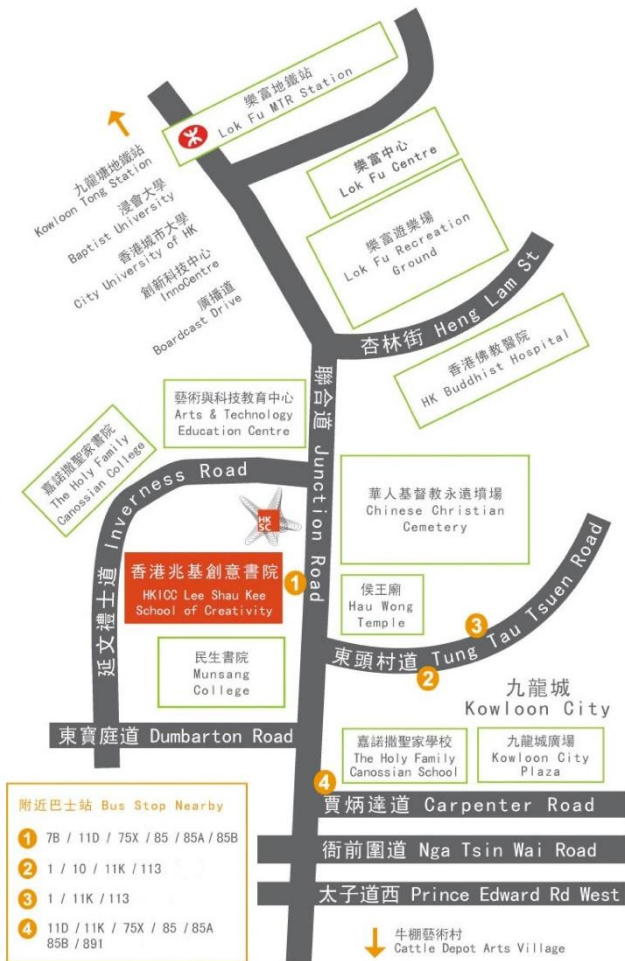 樂富地鐵站
Lok Fu MTR Station
九龍塘地鐵站
Kowloon Tong Station
浸會大學
Baptist University
香港城市大學
City University of HK
創新科技中心
InnoCentre
廣播道
Boardcast Drive
樂富中心
Lok Fu Centre
樂富遊樂場
Lok Fu Recreation
Ground
杏林街 Heng Lam St
香港佛教醫院
HK Buddhist Hospital
聯合道 Junction Road
藝術與科技教育中心
Arts & Technology
Education Centre
嘉諾撒聖家書院
The Holy Family
Canossian College
延文禮士道 Inverness Road
華人基督教永遠墳場
Chinese Christian
Cemetery
HK
SC
香港兆基創意書院
HKICC Lee Shau Kee
School of Creativity
1
侯王廟
Hau Wong
Temple
3
東頭村道 Tung Tau Tsuen Road
2
民生書院
Munsang
College
九龍城
Kowloon City
東寶庭道 Dumbarton Road
嘉諾撒聖家學校
The Holy Family
Canossian School
九龍城廣場
Kowloon City
Plaza
4
賈炳達道 Carpenter Road
衙前圍道 Nga Tsin Wai Road
太子道西 Prince Edward Rd West
牛棚藝術村
Cattle Depot Arts Village
附近巴士站 Bus Stop Nearby
1 7B / 11D / 75X / 85 / 85A / 85B
2 1 / 10 / 11K / 113
3 1 / 11K / 113
4 11D / 11K / 75X / 85 / 85A
85B / 891